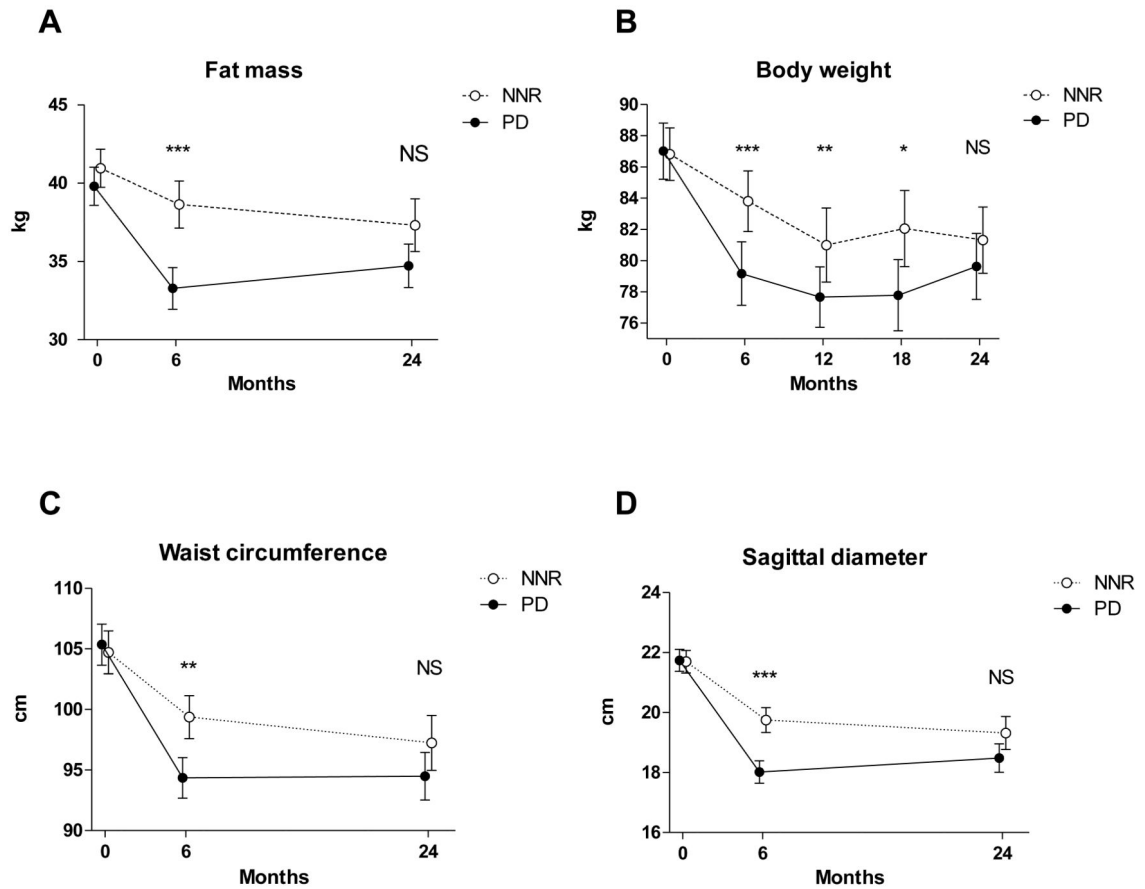 A
Fat mass
NNR
PD
45
40
35
30
kg
***
NS
0 6 24
Months
B
Body weight
NNR
PD
90
88
86
84
82
80
78
76
kg
*** ** * NS
0 6 12 18 24
Months
C
Waist circumference
NNR
PD
110
105
100
95
90
cm
**
NS
0 6 24
Months
D
Sagittal diameter
NNR
PD
24
22
20
18
16
cm
***
NS
0 6 24
Months